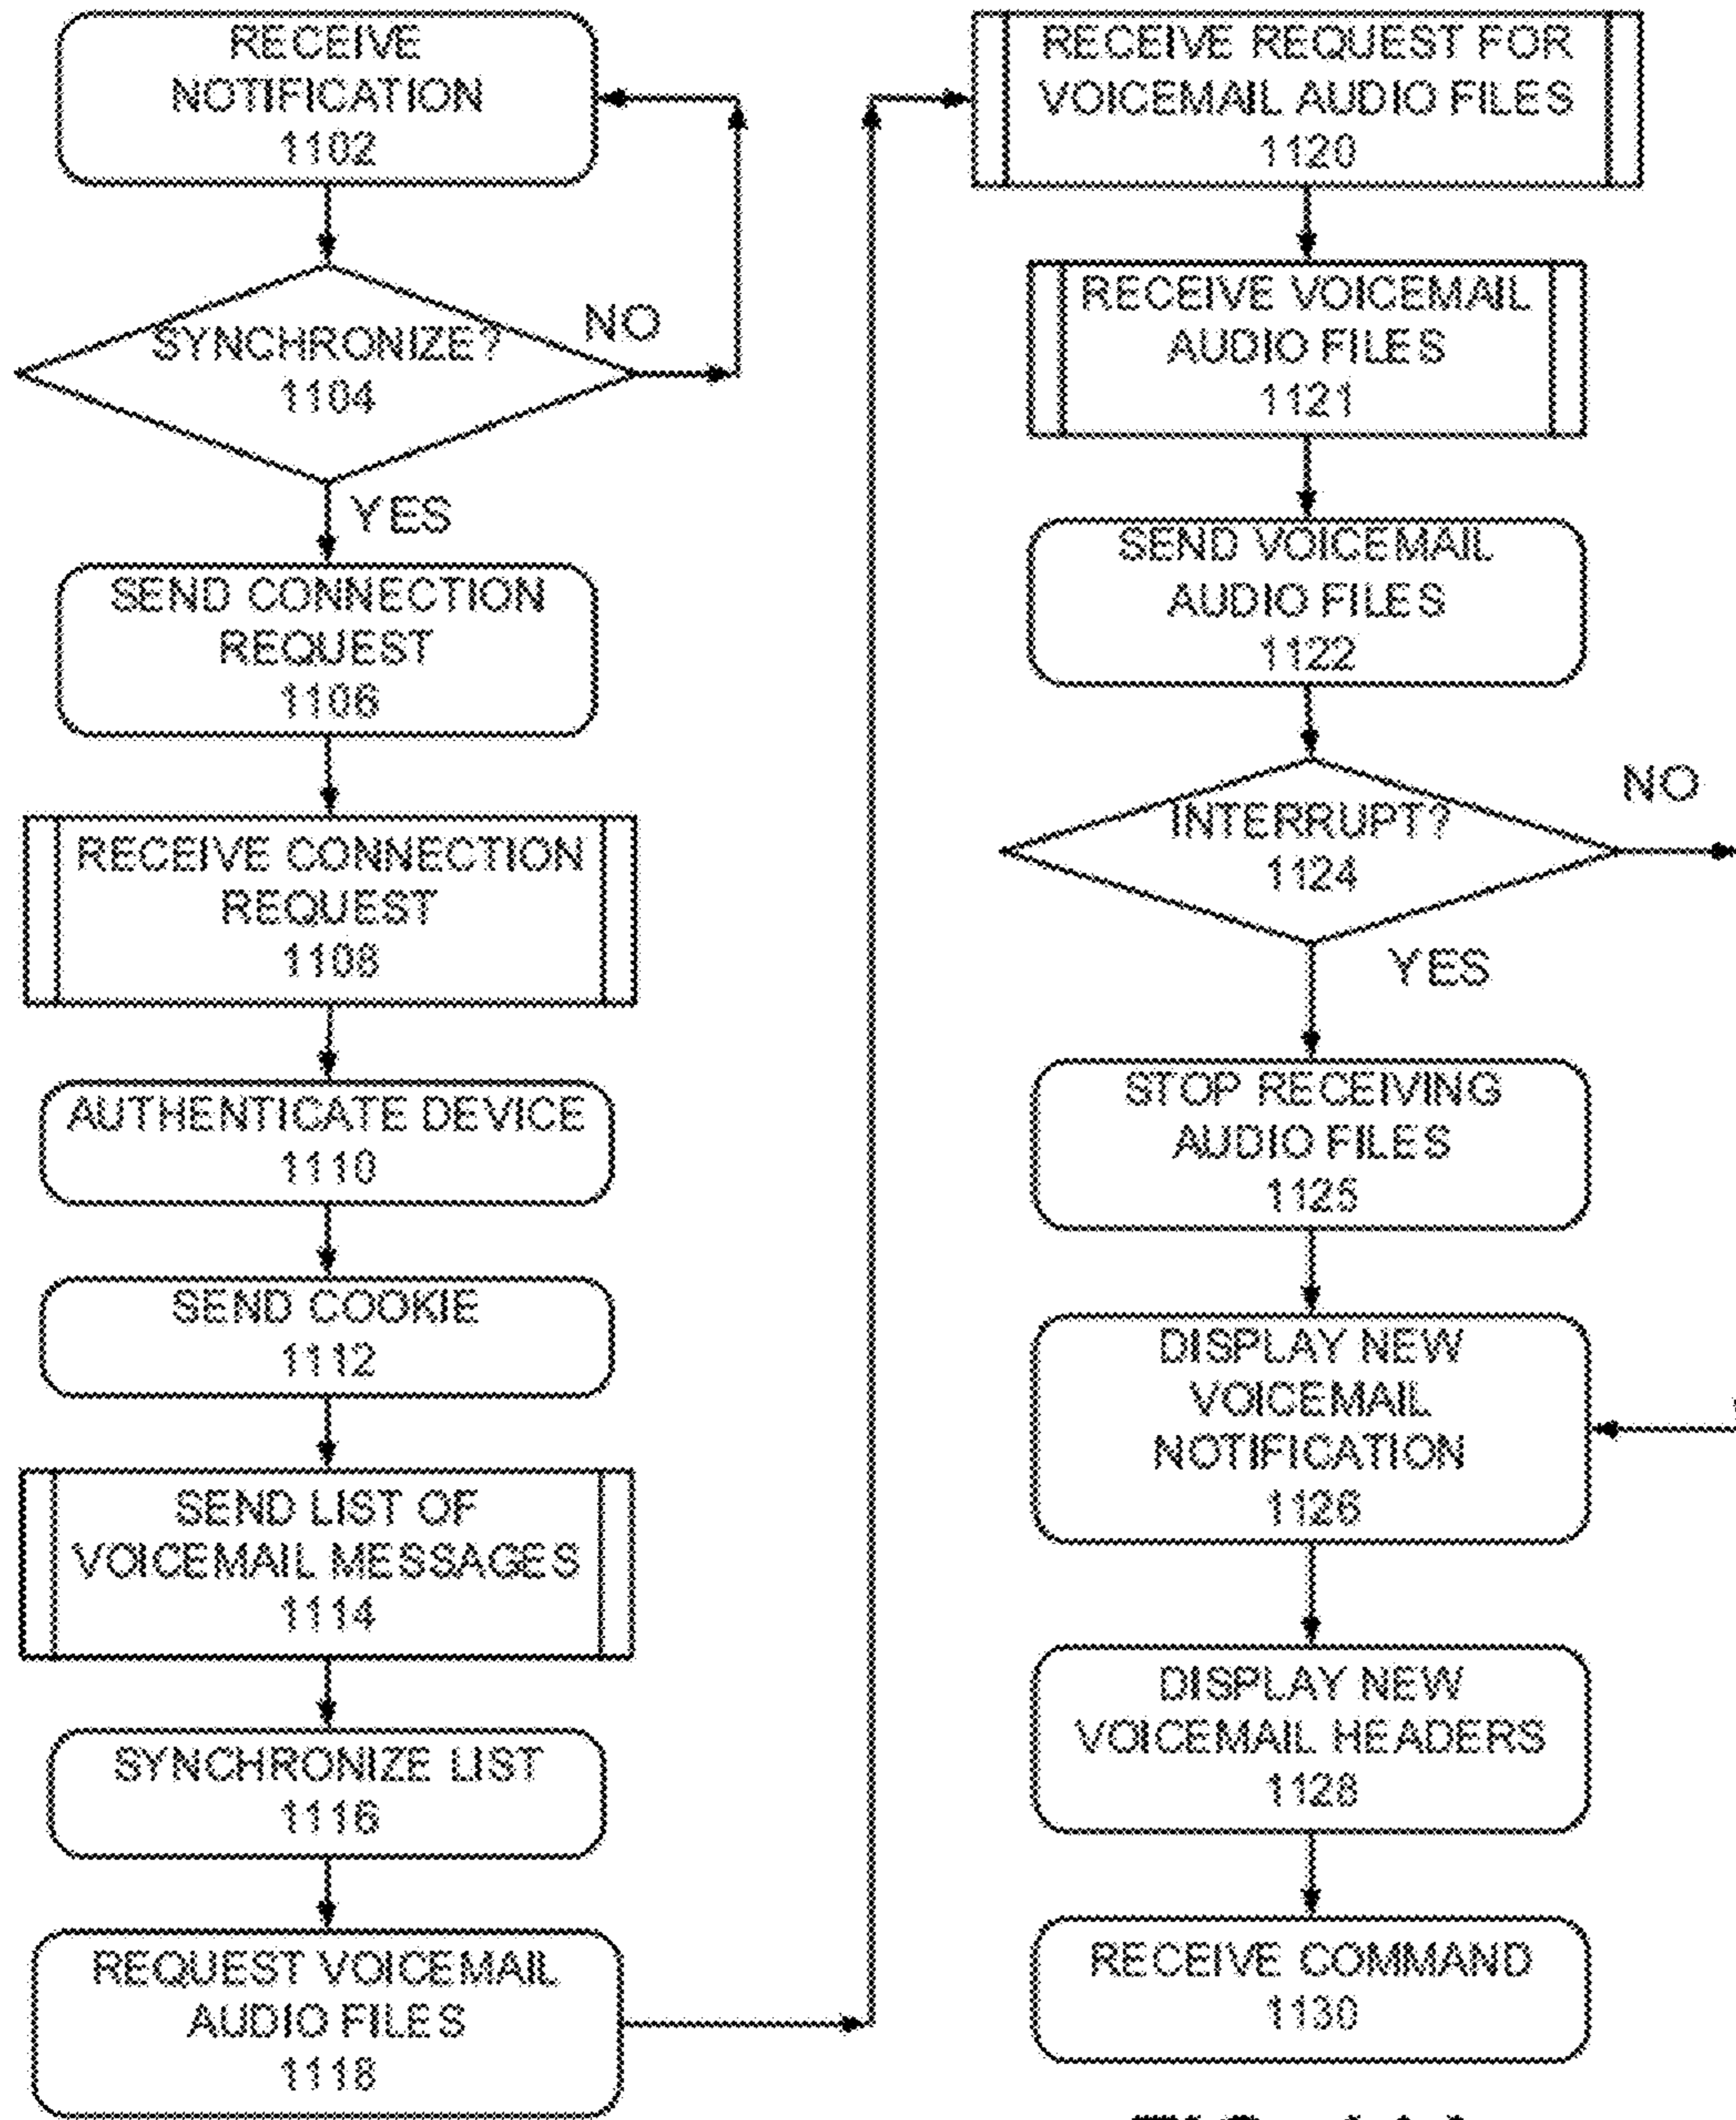 RECEIVE
NOTIFICATION
1102
SYNCHRONIZE?
1104
NO
YES
SEND CONNECTION
REQUEST
1106
RECEIVE CONNECTION
REQUEST
1108
AUTHENTICATE DEVICE
1110
SEND COOKIE
1112
SEND LIST OF
VOICEMAIL MESSAGES
1114
SYNCHRONIZE LIST
1116
REQUEST VOICEMAIL
AUDIO FILES
1118
RECEIVE REQUEST FOR
VOICEMAIL AUDIO FILES
1120
RECEIVE VOICEMAIL
AUDIO FILES
1121
SEND VOICEMAIL
AUDIO FILES
1122
INTERRUPT?
1124
NO
YES
STOP RECEIVING
AUDIO FILES
1125
DISPLAY NEW
VOICEMAIL
NOTIFICATION
1126
DISPLAY NEW
VOICEMAIL HEADERS
1128
RECEIVE COMMAND
1130